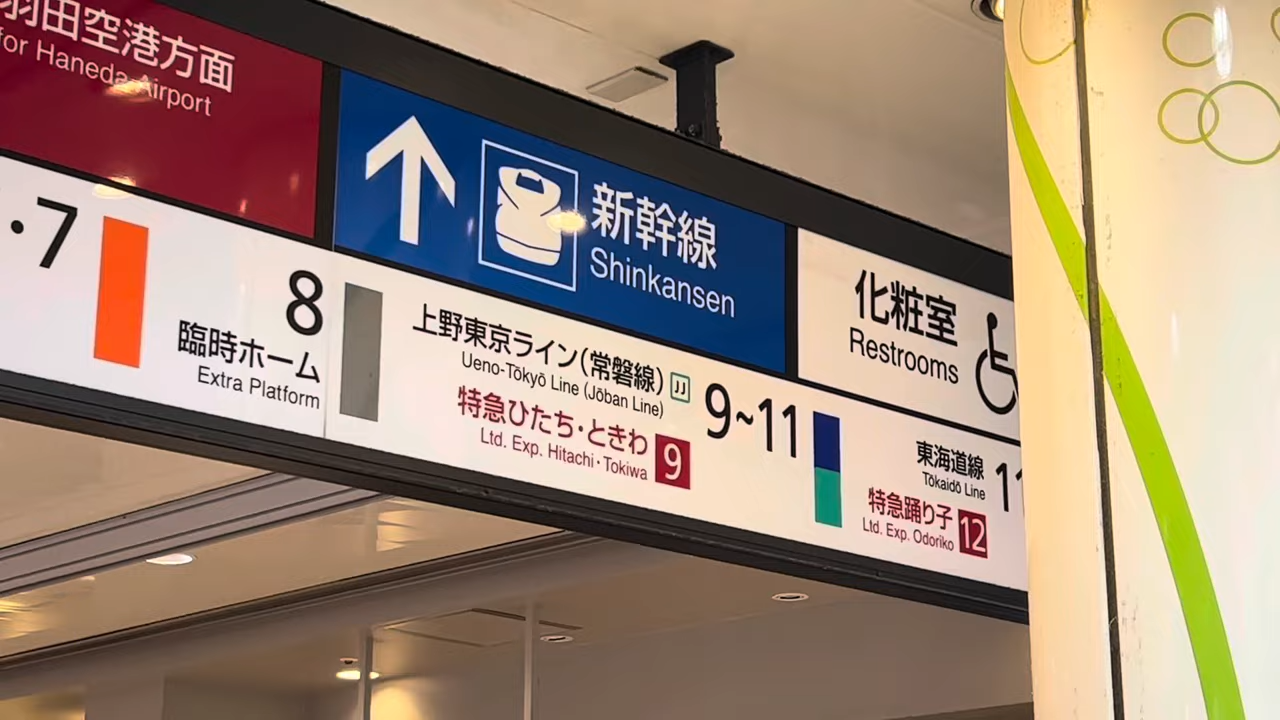 羽田空港方面
for Haneda Airport
新幹線
Shinkansen
化粧室
Restrooms
・7
8
臨時ホーム
Extra Platform
上野東京ライン(常磐線) JJ
Ueno-Tōkyō Line (Jōban Line)
9~11
特急ひたち・ときわ 9
Ltd. Exp. Hitachi・Tokiwa
東海道線
Tōkaidō Line
特急踊り子 12
Ltd. Exp. Odoriko